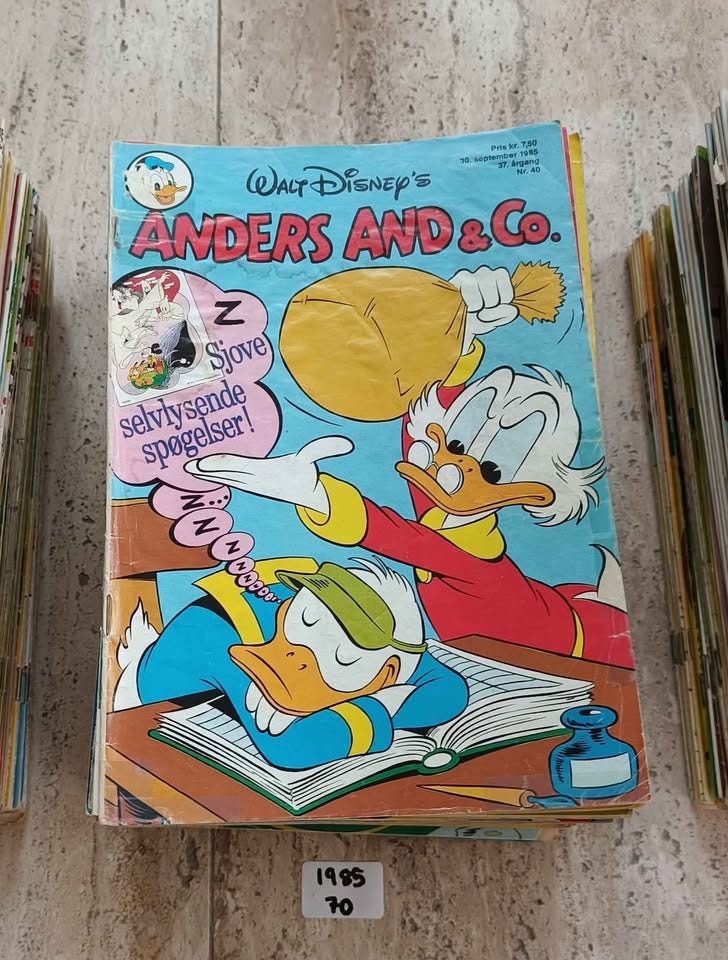 Pris kr. 7,50
30. september 1985
37. årgang
Nr. 40
WALT DISNEY'S
ANDERS AND & Co.
Z
Sjove
selvlysende
spøgelser!
N...
Z
Z
Z
Z
Z
Z
1985
70